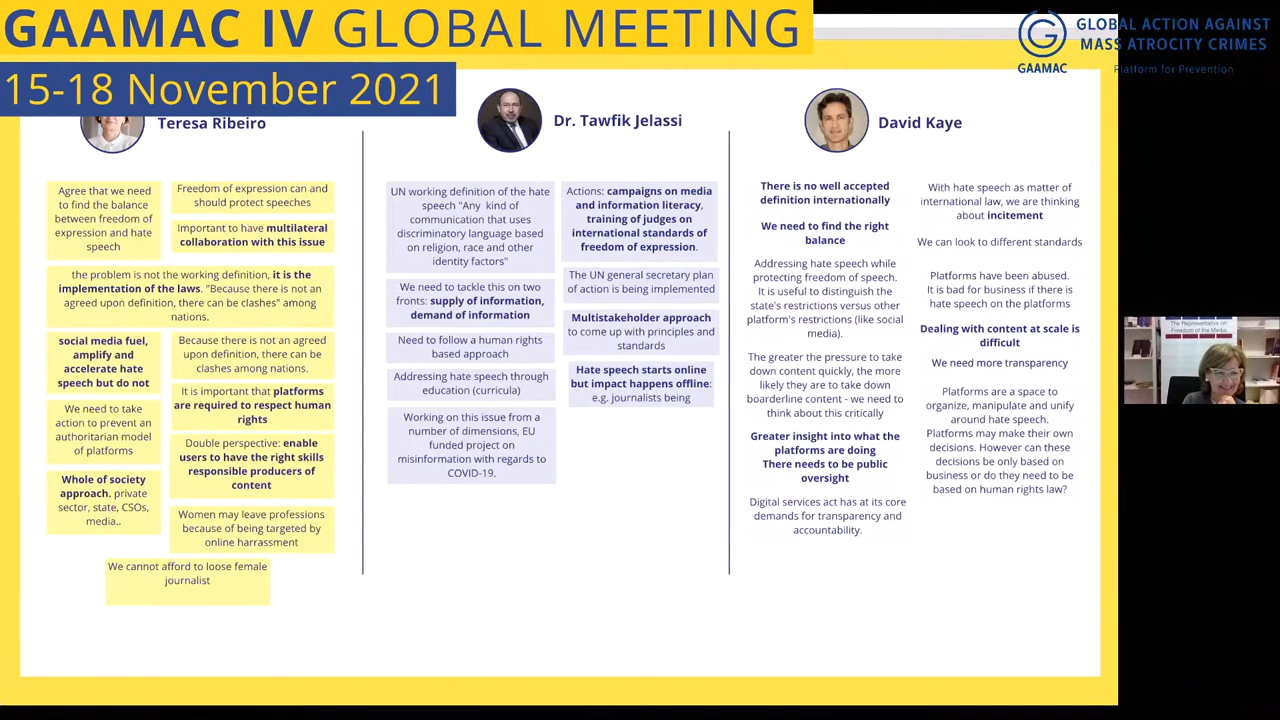 GAAMAC IV GLOBAL MEETING
15-18 November 2021
GLOBAL ACTION AGAINST
MASS ATROCITY CRIMES
GAAMAC
Platform for Prevention
Teresa Ribeiro
Agree that we need
to find the balance
between freedom of
expression and hate
speech
Freedom of expression can and
should protect speeches
Important to have multilateral
collaboration with this issue
the problem is not the working definition, it is the
implementation of the laws. "Because there is not an
agreed upon definition, there can be clashes" among
nations.
social media fuel,
amplify and
accelerate hate
speech but do not
Because there is not an agreed
upon definition, there can be
clashes among nations.
It is important that platforms
are required to respect human
rights
We need to take
action to prevent an
authoritarian model
of platforms
Double perspective: enable
users to have the right skills
responsible producers of
content
Whole of society
approach. private
sector, state, CSOs,
media..
Women may leave professions
because of being targeted by
online harrassment
We cannot afford to loose female
journalist
Dr. Tawfik Jelassi
UN working definition of the hate
speech "Any kind of
communication that uses
discriminatory language based
on religion, race and other
identity factors"
We need to tackle this on two
fronts: supply of information,
demand of information
Need to follow a human rights
based approach
Addressing hate speech through
education (curricula)
Working on this issue from a
number of dimensions, EU
funded project on
misinformation with regards to
COVID-19.
Actions: campaigns on media
and information literacy,
training of judges on
international standards of
freedom of expression.
The UN general secretary plan
of action is being implemented
Multistakeholder approach
to come up with principles and
standards
Hate speech starts online
but impact happens offline:
e.g. journalists being
David Kaye
There is no well accepted
definition internationally
We need to find the right
balance
Addressing hate speech while
protecting freedom of speech.
It is useful to distinguish the
state's restrictions versus other
platform's restrictions (like social
media).
The greater the pressure to take
down content quickly, the more
likely they are to take down
boarderline content - we need to
think about this critically
Greater insight into what the
platforms are doing
There needs to be public
oversight
Digital services act has at its core
demands for transparency and
accountability.
With hate speech as matter of
international law, we are thinking
about incitement
We can look to different standards
Platforms have been abused.
It is bad for business if there is
hate speech on the platforms
Dealing with content at scale is
difficult
We need more transparency
Platforms are a space to
organize, manipulate and unify
around hate speech.
Platforms may make their own
decisions. However can these
decisions be only based on
business or do they need to be
based on human rights law?
The Representative on
Freedom of the Media